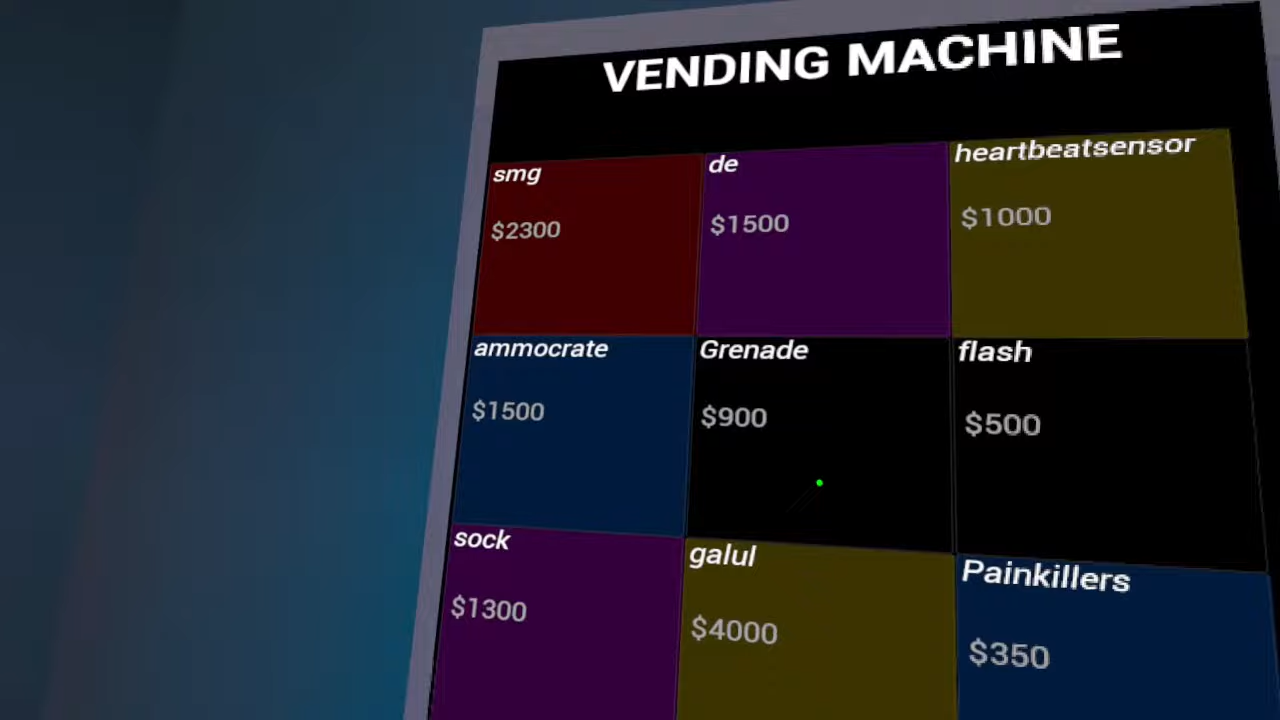 VENDING MACHINE
smg
$2300
de
$1500
heartbeatsensor
$1000
ammocrate
$1500
Grenade
$900
flash
$500
sock
$1300
galul
$4000
Painkillers
$350